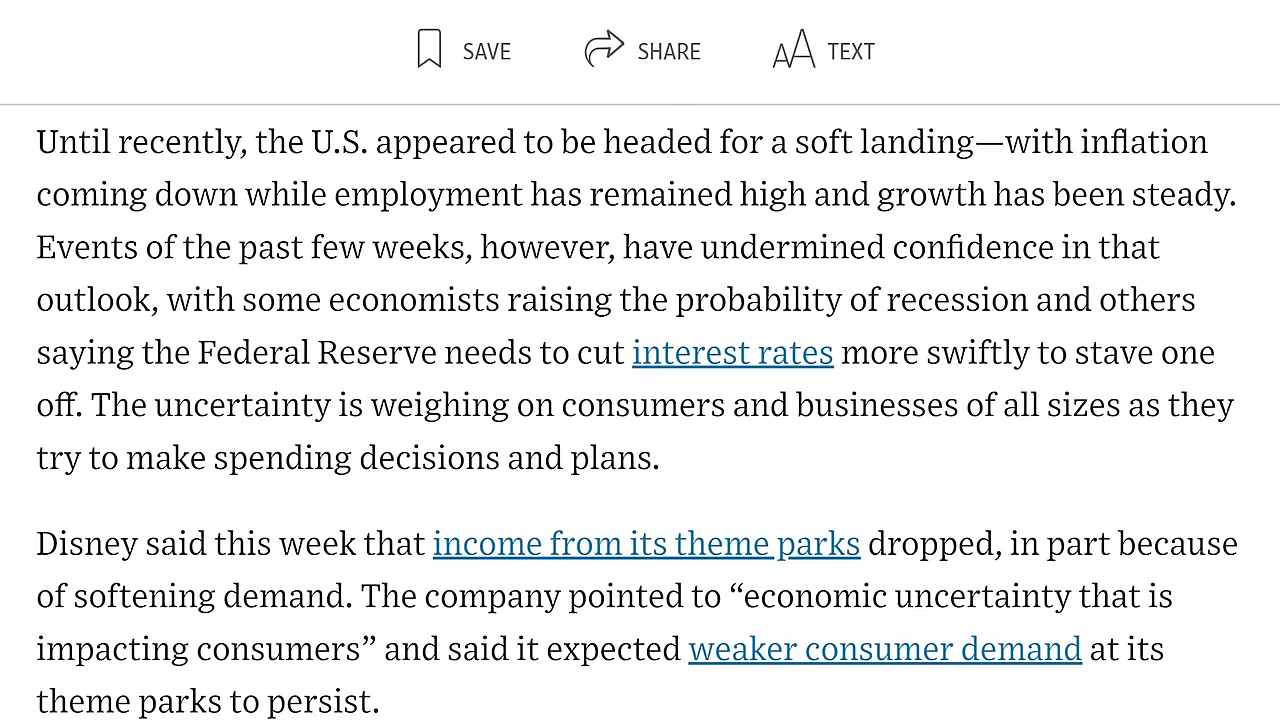 SAVE SHARE TEXT
Until recently, the U.S. appeared to be headed for a soft landing—with inflation
coming down while employment has remained high and growth has been steady.
Events of the past few weeks, however, have undermined confidence in that
outlook, with some economists raising the probability of recession and others
saying the Federal Reserve needs to cut interest rates more swiftly to stave one
off. The uncertainty is weighing on consumers and businesses of all sizes as they
try to make spending decisions and plans.
Disney said this week that income from its theme parks dropped, in part because
of softening demand. The company pointed to “economic uncertainty that is
impacting consumers” and said it expected weaker consumer demand at its
theme parks to persist.